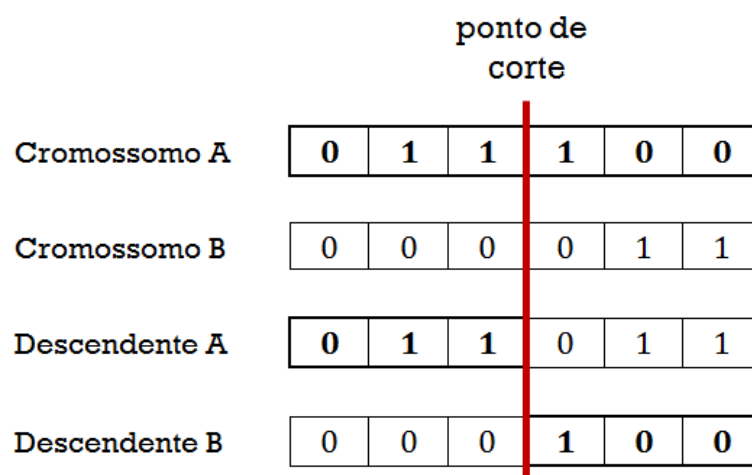 ponto de
corte
Cromossomo A 0 1 1 1 0 0
Cromossomo B 0 0 0 0 1 1
Descendente A 0 1 1 0 1 1
Descendente B 0 0 0 1 0 0